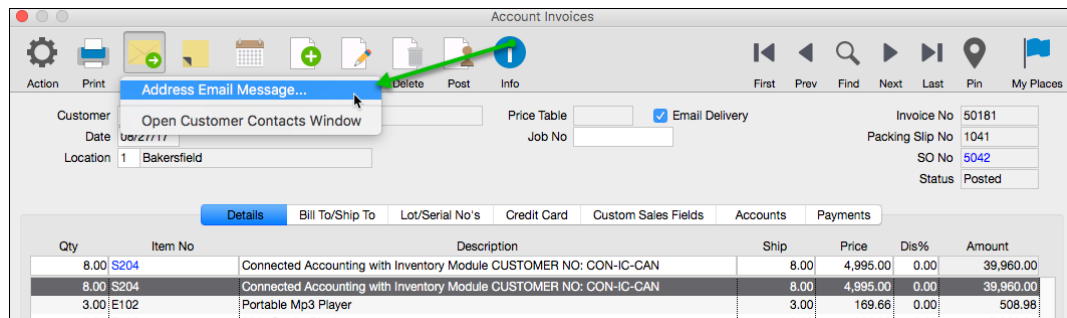 Account Invoices
Action Print Delete Post Info First Prev Find Next Last Pin My Places
Address Email Message...
Open Customer Contacts Window
Customer Price Table Email Delivery Invoice No 50181
Date 08/27/17 Job No Packing Slip No 1041
Location 1 Bakersfield SO No 5042
Status Posted
Details Bill To/Ship To Lot/Serial No's Credit Card Custom Sales Fields Accounts Payments
Qty Item No Description Ship Price Dis% Amount
8.00 S204 Connected Accounting with Inventory Module CUSTOMER NO: CON-IC-CAN 8.00 4,995.00 0.00 39,960.00
8.00 S204 Connected Accounting with Inventory Module CUSTOMER NO: CON-IC-CAN 8.00 4,995.00 0.00 39,960.00
3.00 E102 Portable Mp3 Player 3.00 169.66 0.00 508.98